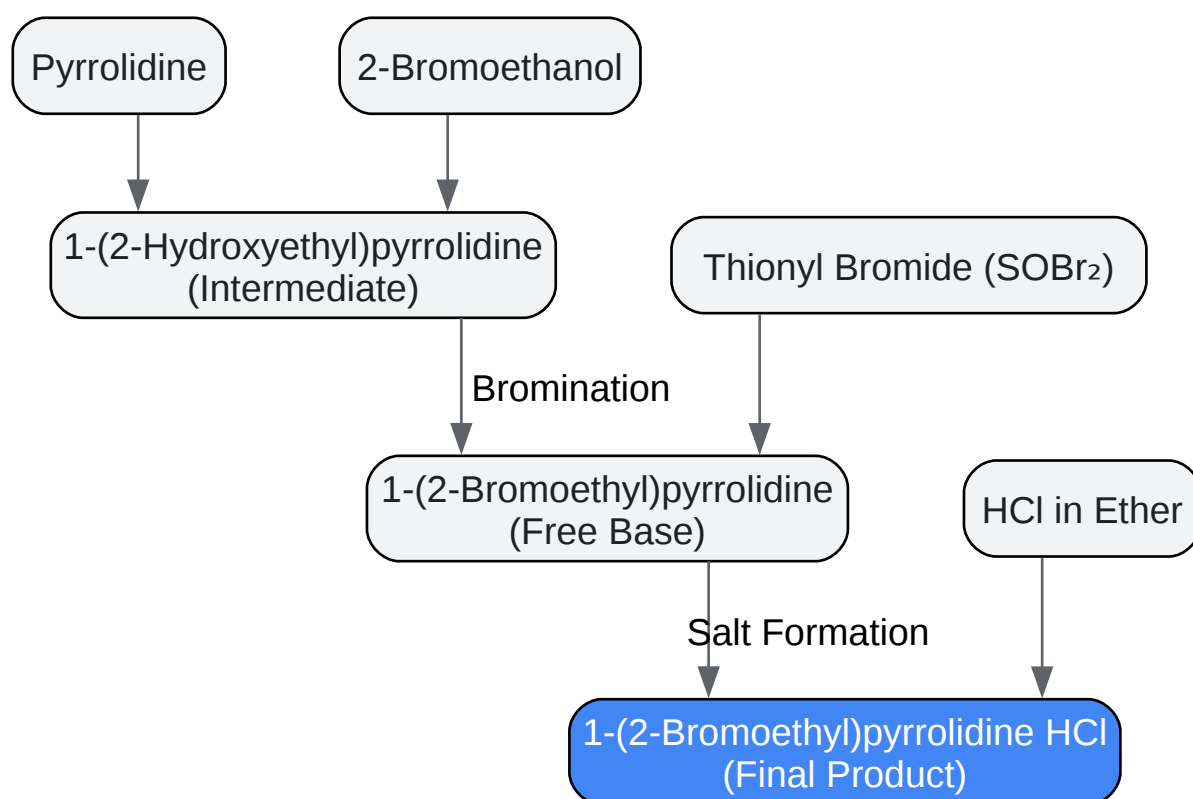 Pyrrolidine
2-Bromoethanol
1-(2-Hydroxyethyl)pyrrolidine
(Intermediate)
Thionyl Bromide (SOBr₂)
Bromination
1-(2-Bromoethyl)pyrrolidine
(Free Base)
HCl in Ether
Salt Formation
1-(2-Bromoethyl)pyrrolidine HCl
(Final Product)